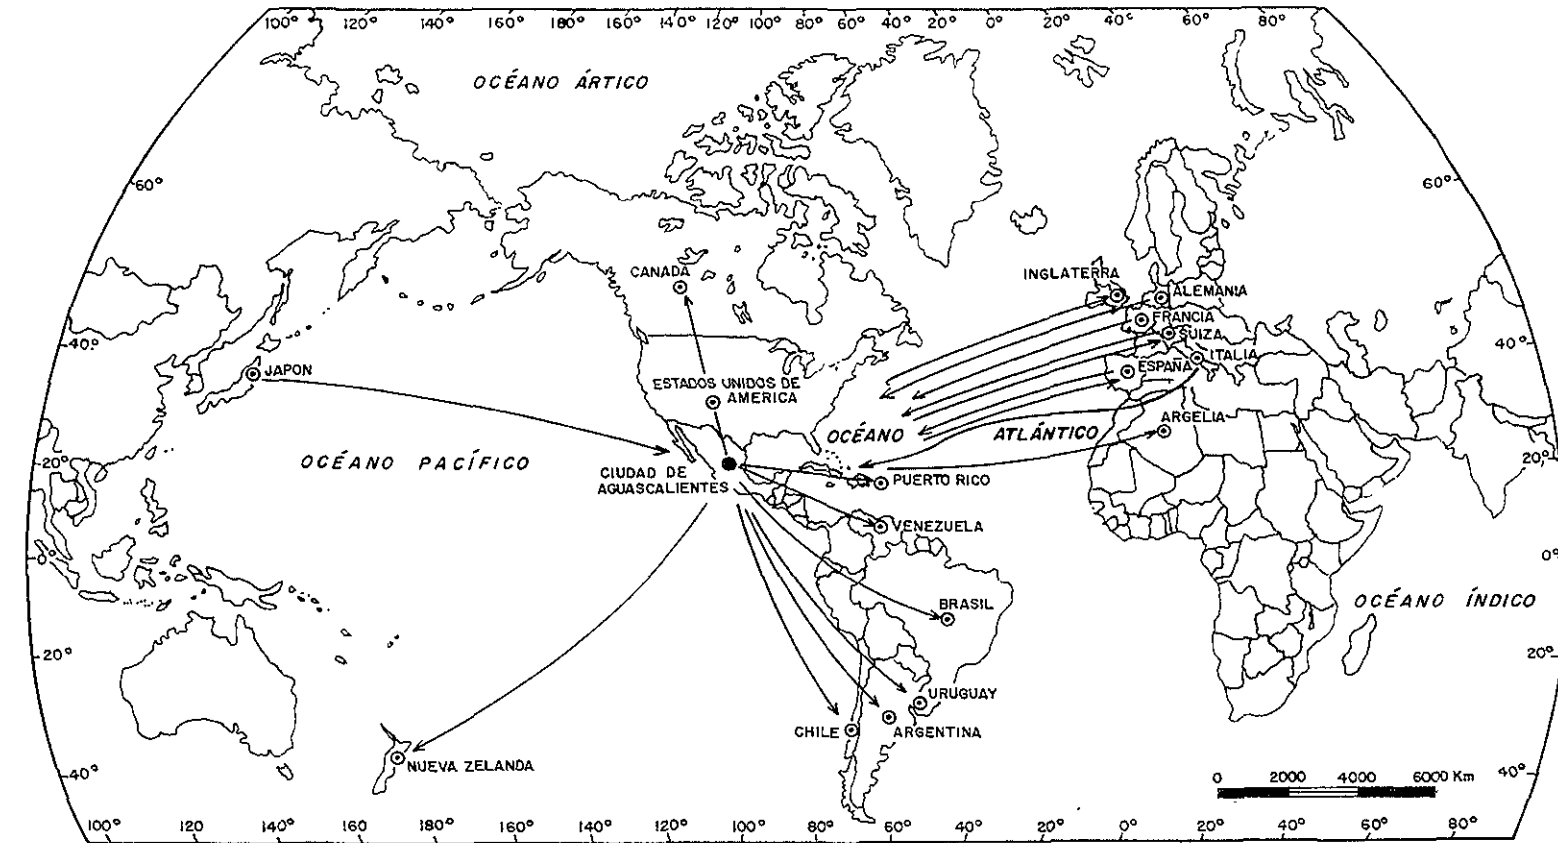 100° 120° 140° 160° 180° 160° 140° 120° 100° 80° 60° 40° 20° 0° 20° 40° 60° 80°
OCÉANO ÁRTICO
60° 60°
INGLATERRA
CANADA
ALEMANIA
FRANCIA
SUIZA
40° 40°
ITALIA
JAPON
ESPAÑA
ESTADOS UNIDOS DE
AMERICA
ARGELIA
OCÉANO ATLÁNTICO
OCÉANO PACÍFICO
20° 20°
CIUDAD DE
AGUASCALIENTES
PUERTO RICO
VENEZUELA
0° 0°
BRASIL
OCÉANO ÍNDICO
20° 20°
URUGUAY
CHILE
ARGENTINA
NUEVA ZELANDA
40° 40°
0 2000 4000 6000 Km
100° 120 140° 160 180° 160° 140° 120° 100° 80° 60° 40° 20° 0° 20° 40° 60° 80°